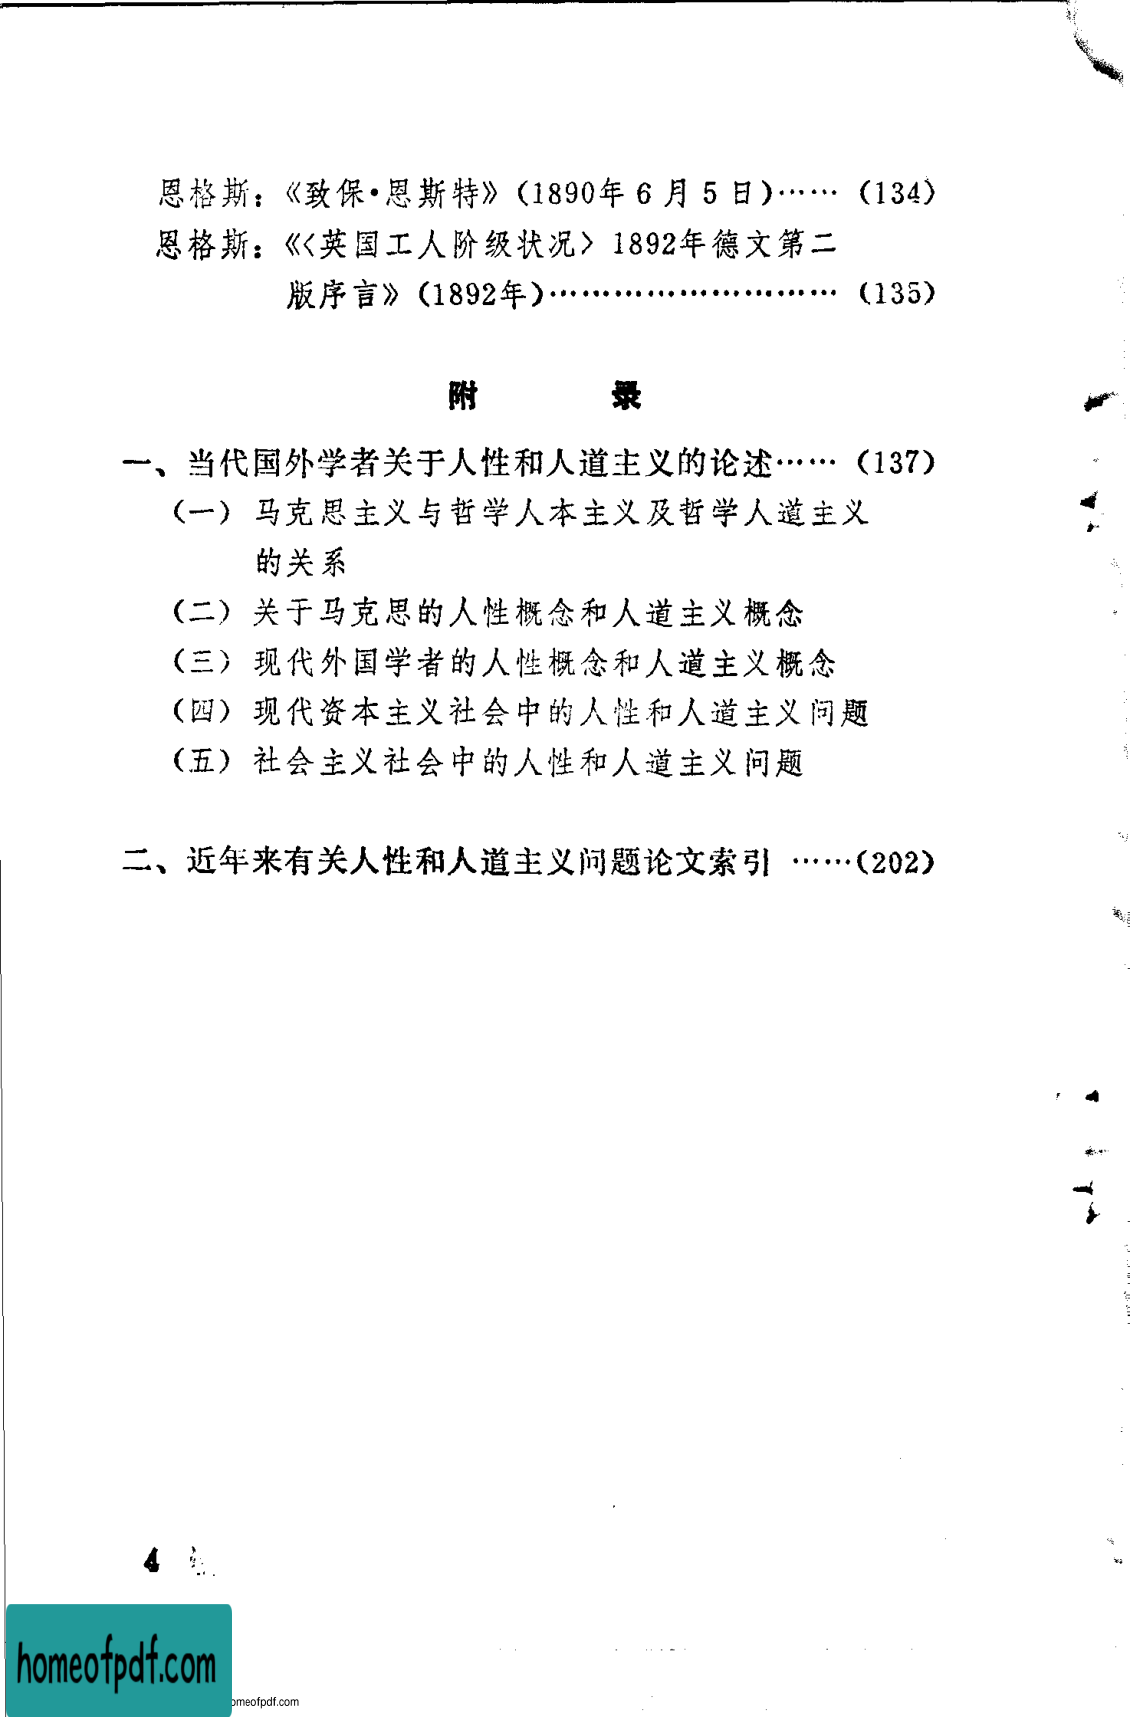 恩格斯：《致保·恩斯特》（1890年6月5日）……（134）
恩格斯：《〈英国工人阶级状况〉1892年德文第二
版序言》（1892年）…………………………（135）
附 录
一、当代国外学者关于人性和人道主义的论述……（137）
（一）马克思主义与哲学人本主义及哲学人道主义
的关系
（二）关于马克思的人性概念和人道主义概念
（三）现代外国学者的人性概念和人道主义概念
（四）现代资本主义社会中的人性和人道主义问题
（五）社会主义社会中的人性和人道主义问题
二、近年来有关人性和人道主义问题论文索引 ……（202）
4
homeofpdf.com
omeofpdf.com